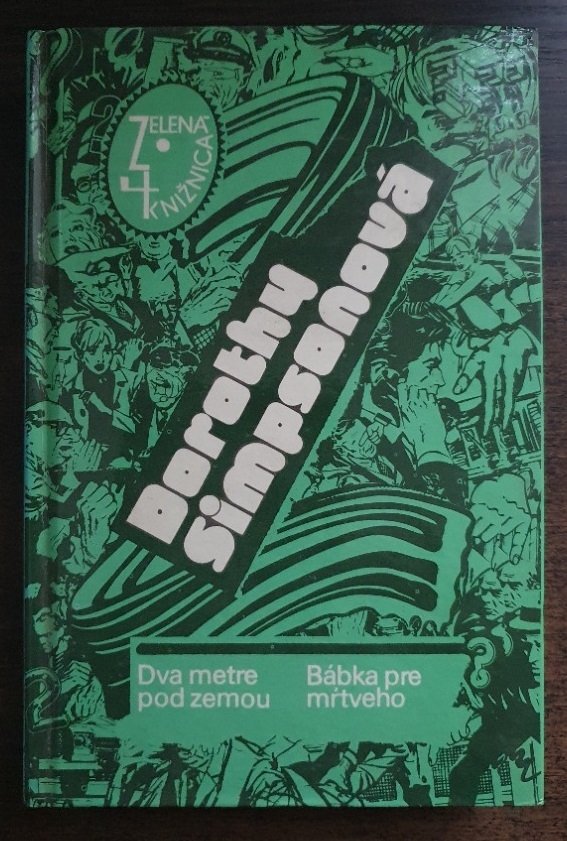 ZELENÁ
KNIŽNICA
Dorothy
Simpsonová
Dva metre
pod zemou
Bábka pre
mŕtveho
?